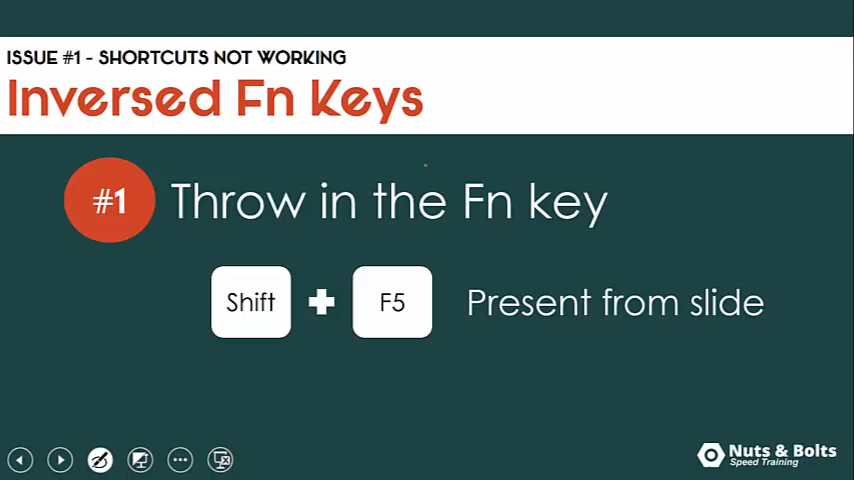 ISSUE #1 - SHORTCUTS NOT WORKING
Inversed Fn Keys
#1 Throw in the Fn key
Shift + F5 Present from slide
Nuts & Bolts
Speed Training